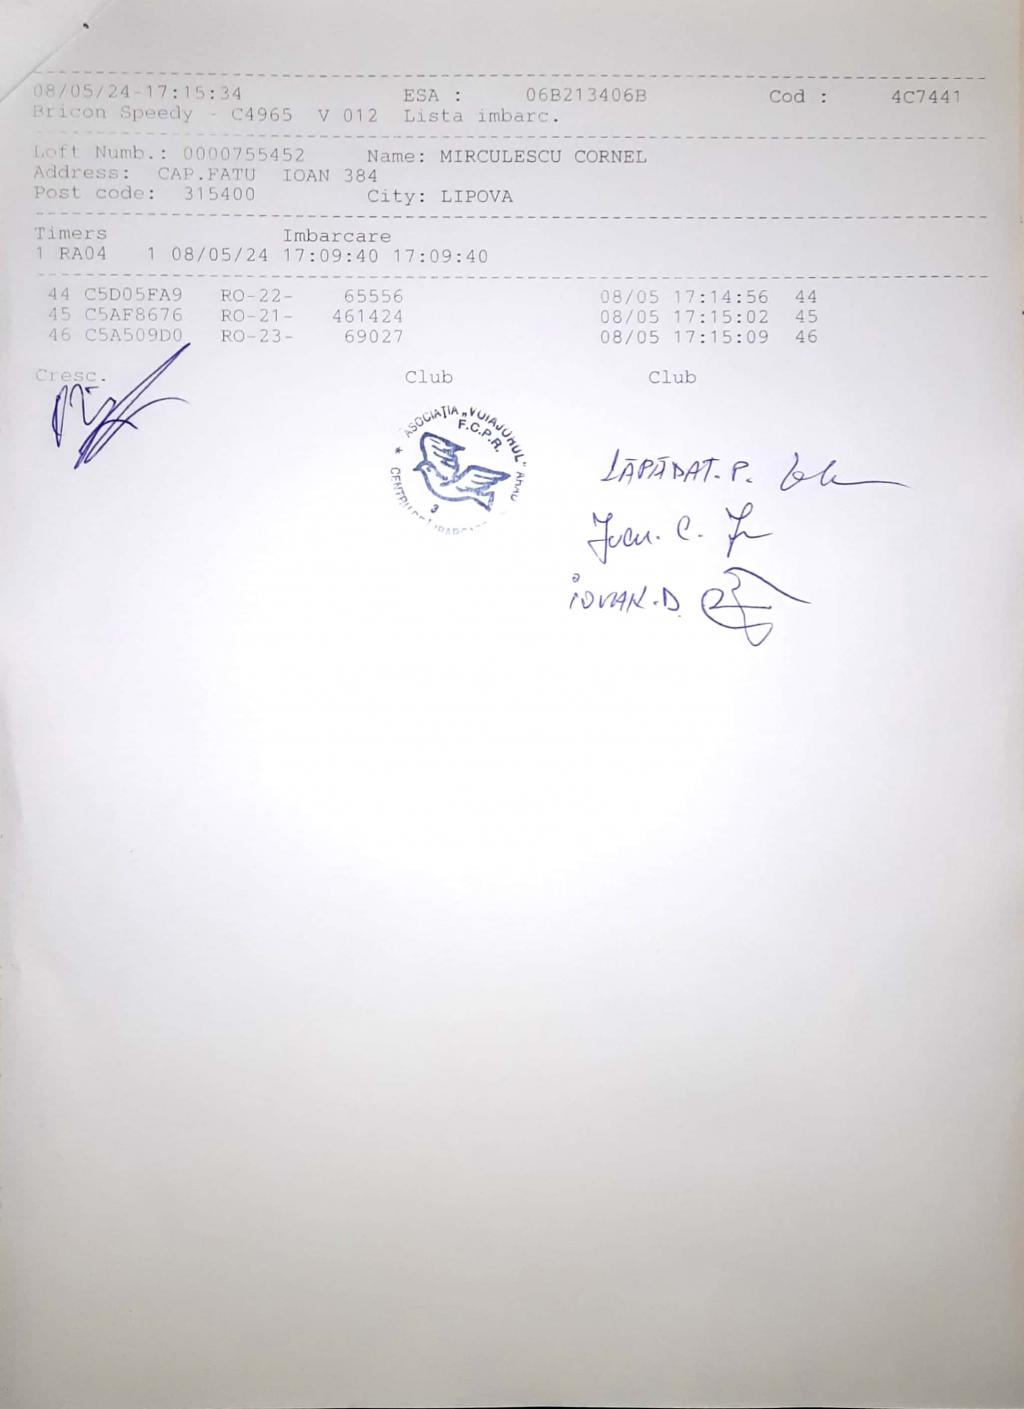 08/05/24-17:15:34 ESA : 06B213406B Cod : 4C7441
Bricon Speedy - C4965 V 012 Lista imbarc.
Loft Numb.: 0000755452 Name: MIRCULESCU CORNEL
Address: CAP.FATU IOAN 384
Post code: 315400 City: LIPOVA
Timers Imbarcare
1 RA04 1 08/05/24 17:09:40 17:09:40
44 C5D05FA9 RO-22- 65556 08/05 17:14:56 44
45 C5AF8676 RO-21- 461424 08/05 17:15:02 45
46 C5A509D0 RO-23- 69027 08/05 17:15:09 46
Cresc. Club Club
ASOCIAȚIA „VOIAJORUL" ARAD
F.C.P.R.
3
LĂPĂDAT. P.
IOVAN. D.